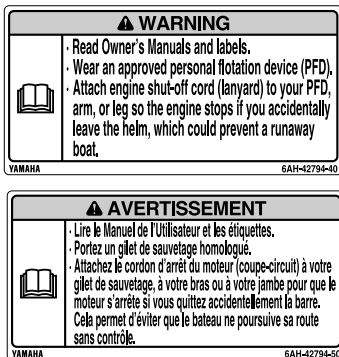 WARNING
· Read Owner's Manuals and labels.
· Wear an approved personal flotation device (PFD).
· Attach engine shut-off cord (lanyard) to your PFD,
arm, or leg so the engine stops if you accidentally
leave the helm, which could prevent a runaway
boat.
YAMAHA 6AH-42794-40
AVERTISSEMENT
· Lire le Manuel de l'Utilisateur et les étiquettes.
· Portez un gilet de sauvetage homologué.
· Attachez le cordon d'arrêt du moteur (coupe-circuit) à votre
gilet de sauvetage, à votre bras ou à votre jambe pour que le
moteur s'arrête si vous quittez accidentellement la barre.
Cela permet d'éviter que le bateau ne poursuive sa route
sans contrôle.
YAMAHA 6AH-42794-50